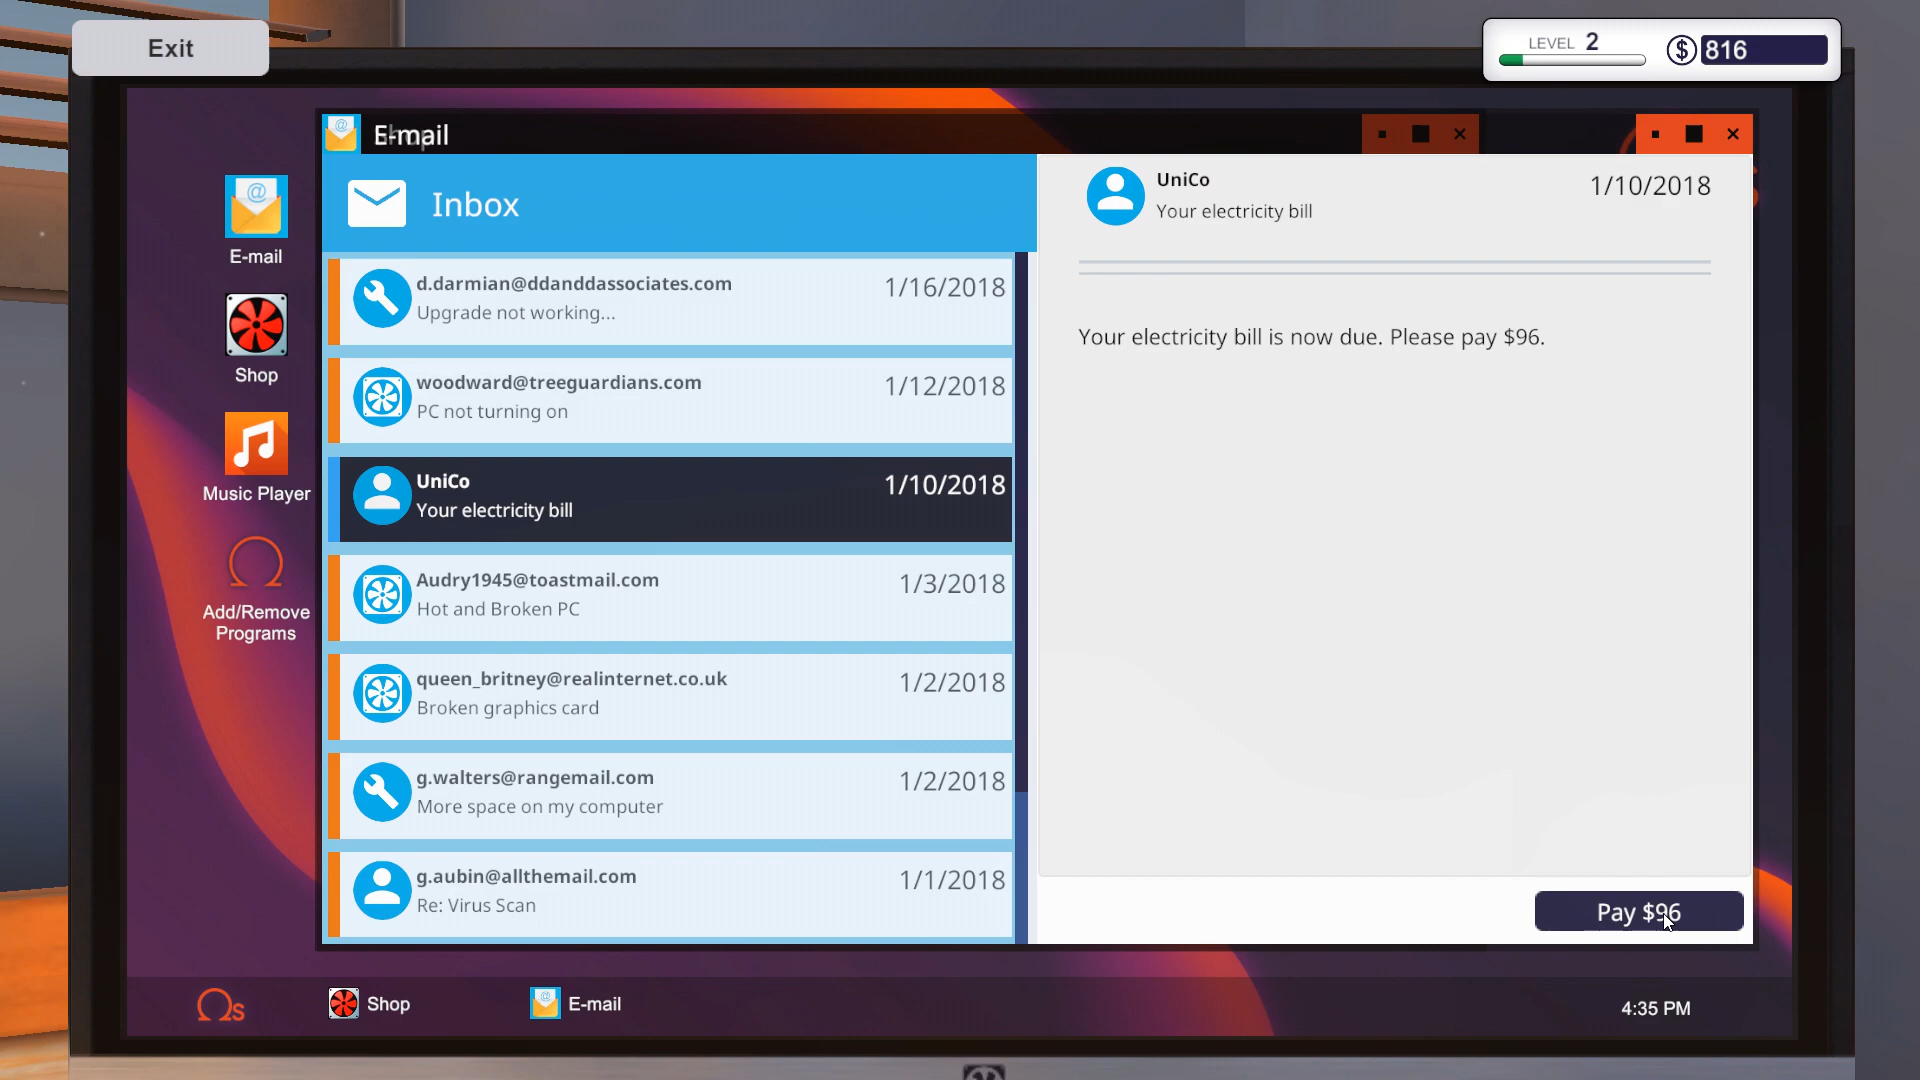 Exit
LEVEL 2
$ 816
E-mail
Inbox
d.darmian@ddanddassociates.com
1/16/2018
Upgrade not working...
woodward@treeguardians.com
1/12/2018
PC not turning on
UniCo
1/10/2018
Your electricity bill
Audry1945@toastmail.com
1/3/2018
Hot and Broken PC
queen_britney@realinternet.co.uk
1/2/2018
Broken graphics card
g.walters@rangemail.com
1/2/2018
More space on my computer
g.aubin@allthemail.com
1/1/2018
Re: Virus Scan
UniCo
1/10/2018
Your electricity bill
Your electricity bill is now due. Please pay $96.
Pay $96
E-mail
Shop
Music Player
Add/Remove
Programs
Ωs
Shop
E-mail
4:35 PM